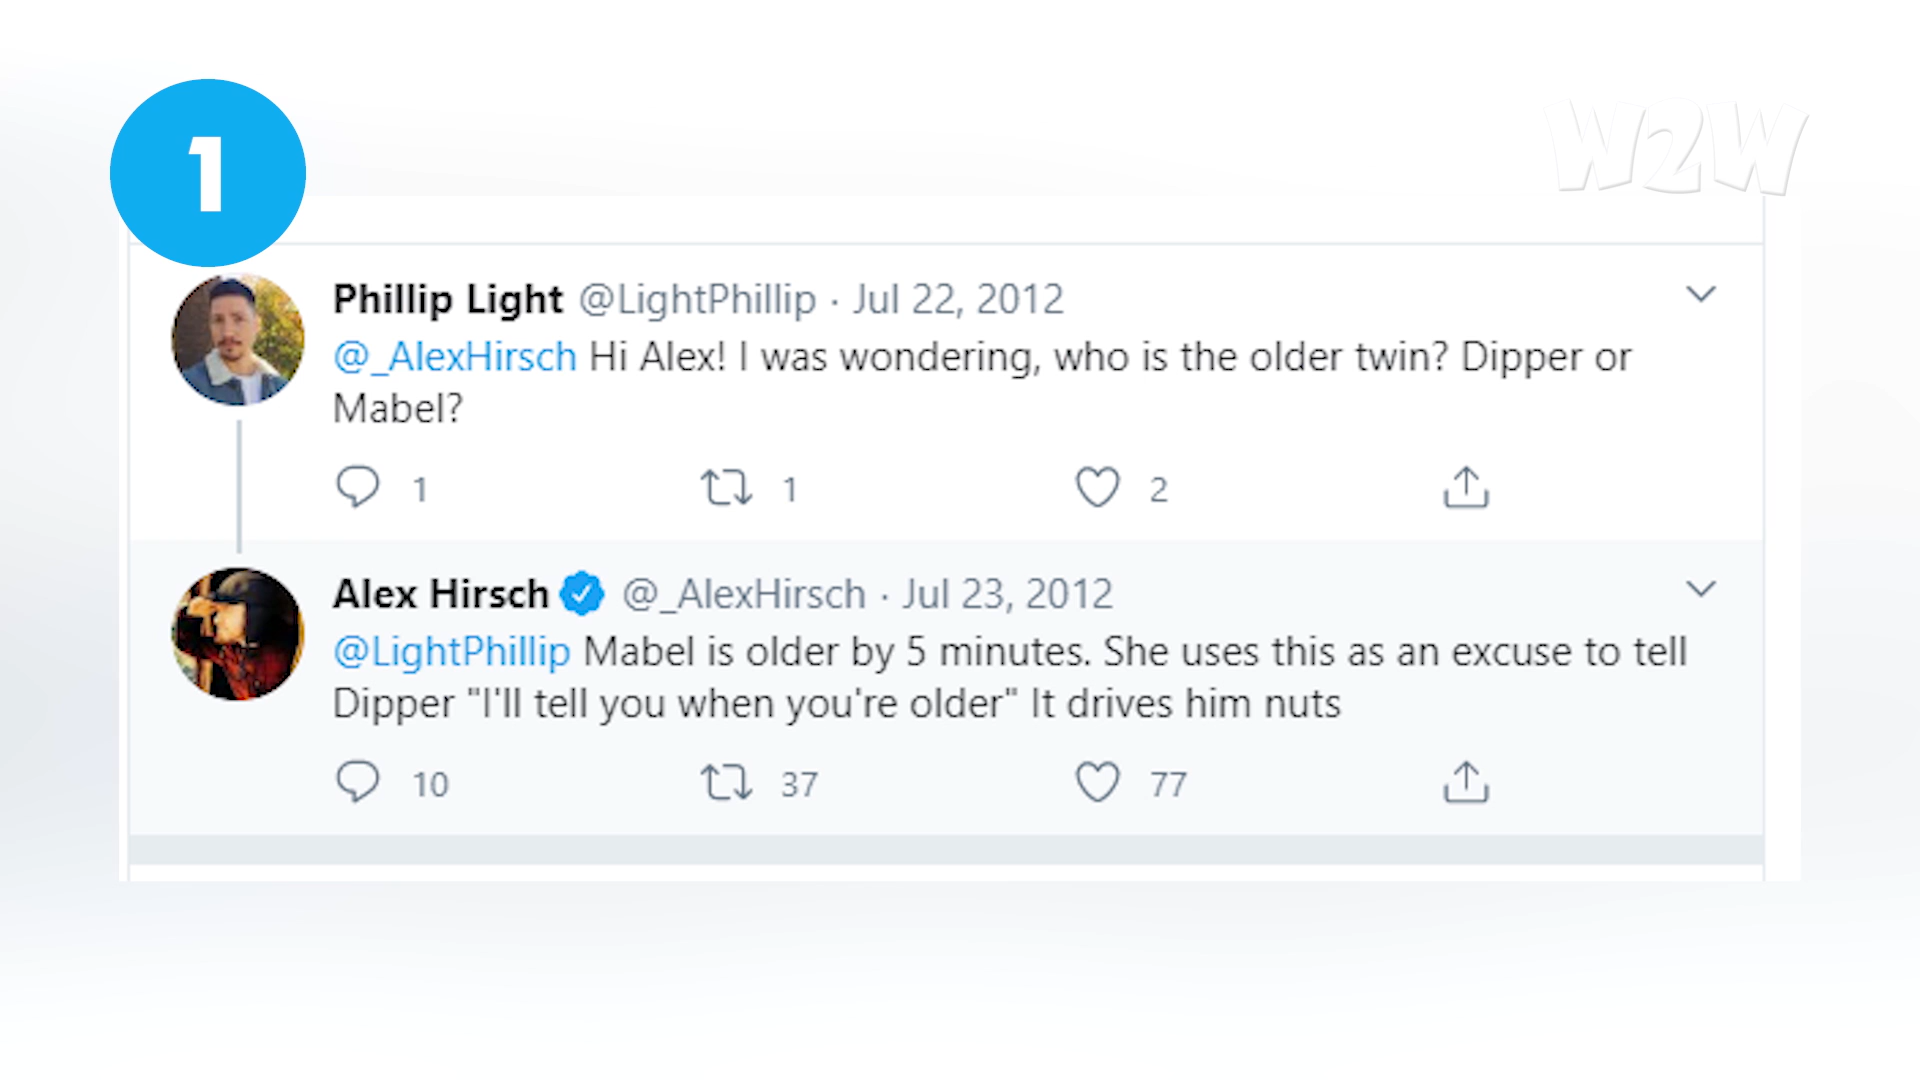 1
W2W
Phillip Light @LightPhillip · Jul 22, 2012
@_AlexHirsch Hi Alex! I was wondering, who is the older twin? Dipper or
Mabel?
1 1 2
Alex Hirsch @_AlexHirsch · Jul 23, 2012
@LightPhillip Mabel is older by 5 minutes. She uses this as an excuse to tell
Dipper "I'll tell you when you're older" It drives him nuts
10 37 77